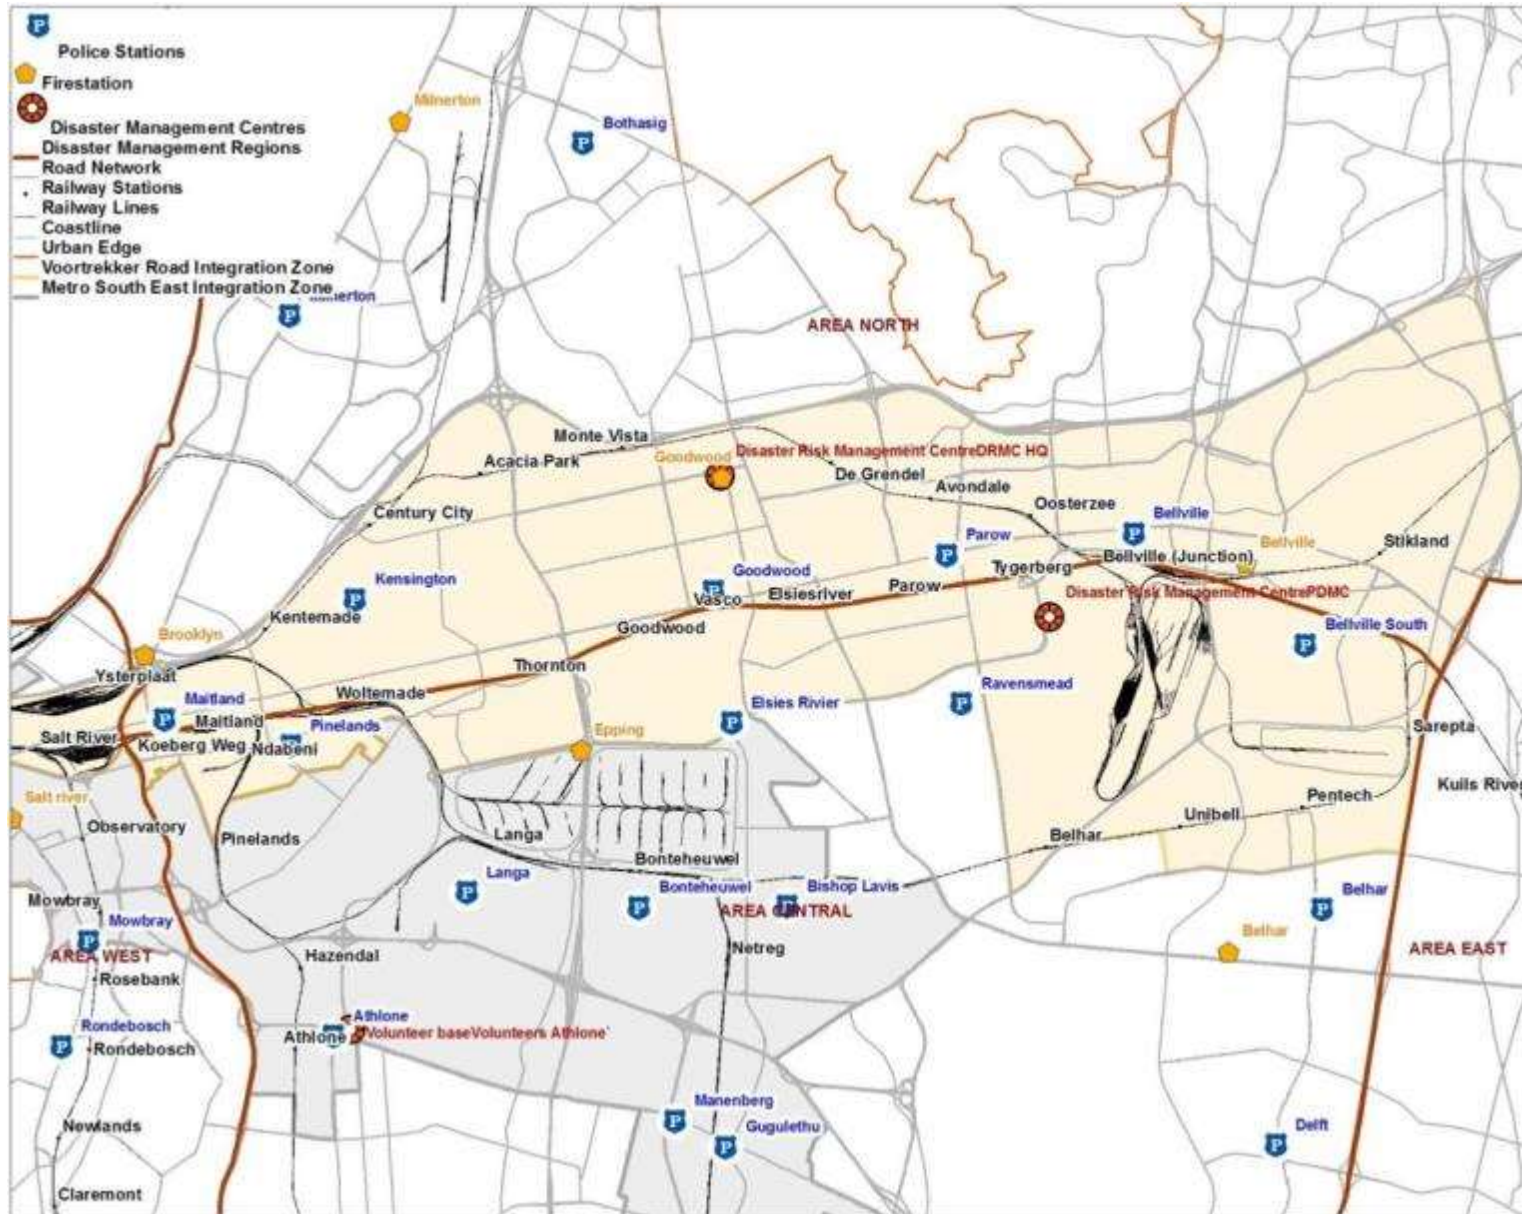 Police Stations
Firestation
Disaster Management Centres
Disaster Management Regions
Road Network
Railway Stations
Railway Lines
Coastline
Urban Edge
Voortrekker Road Integration Zone
Metro South East Integration Zone
Milnerton
Bothasig
AREA NORTH
Monte Vista
Goodwood
Disaster Risk Management CentreDRMC HQ
Acacia Park
De Grendel
Avondale
Century City
Oosterzee
Bellville
Parow
Stikland
Bellville (Junction)
Bellville
Kensington
Goodwood
Tygerberg
Vasco
Elsiesriver
Parow
Disaster Risk Management CentrePDMC
Kentemade
Goodwood
Brooklyn
Bellville South
Thornton
Ysterplaat
Woltemade
Ravensmead
Maitland
Maitland
Pinelands
Elsies Rivier
Epping
Sarepta
Salt River
Koeberg Weg
Ndabeni
Kuils River
Salt river
Pentech
Unibell
Observatory
Pinelands
Langa
Belhar
Bonteheuwel
Langa
Bonteheuwel
Bishop Lavis
Belhar
Mowbray
AREA CENTRAL
Mowbray
Belhar
Netreg
AREA EAST
AREA WEST
Hazendal
Rosebank
Athlone
Rondebosch
Athlone
Volunteer baseVolunteers Athlone'
Rondebosch
Manenberg
Newlands
Gugulethu
Delft
Claremont